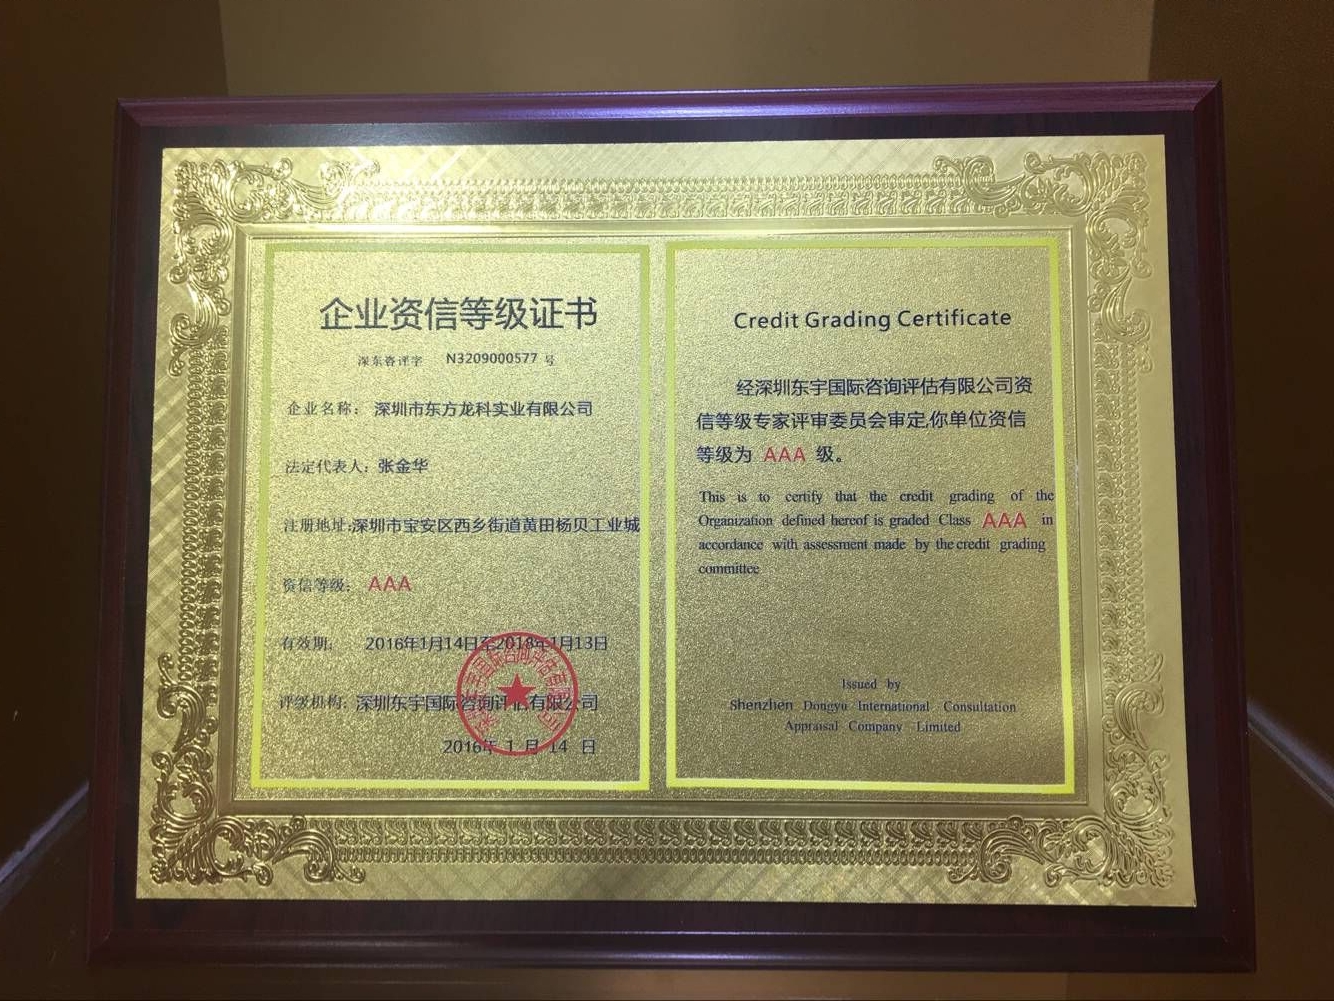 企业资信等级证书
深东咨评字 N3209000577 号
企业名称: 深圳市东方龙科实业有限公司
法定代表人: 张金华
注册地址:深圳市宝安区西乡街道黄田杨贝工业城
资信等级: AAA
有效期: 2016年1月14日至2018年1月13日
评级机构: 深圳东宇国际咨询评估有限公司
2016年 1 月 14 日
Credit Grading Certificate
经深圳东宇国际咨询评估有限公司资
信等级专家评审委员会审定,你单位资信
等级为 AAA 级。
This is to certify that the credit grading of the
Organization defined hereof is graded Class AAA in
accordance with assessment made by the credit grading
committee
Issued by
Shenzhen Dongyu International Consultation
Appraisal Company Limited